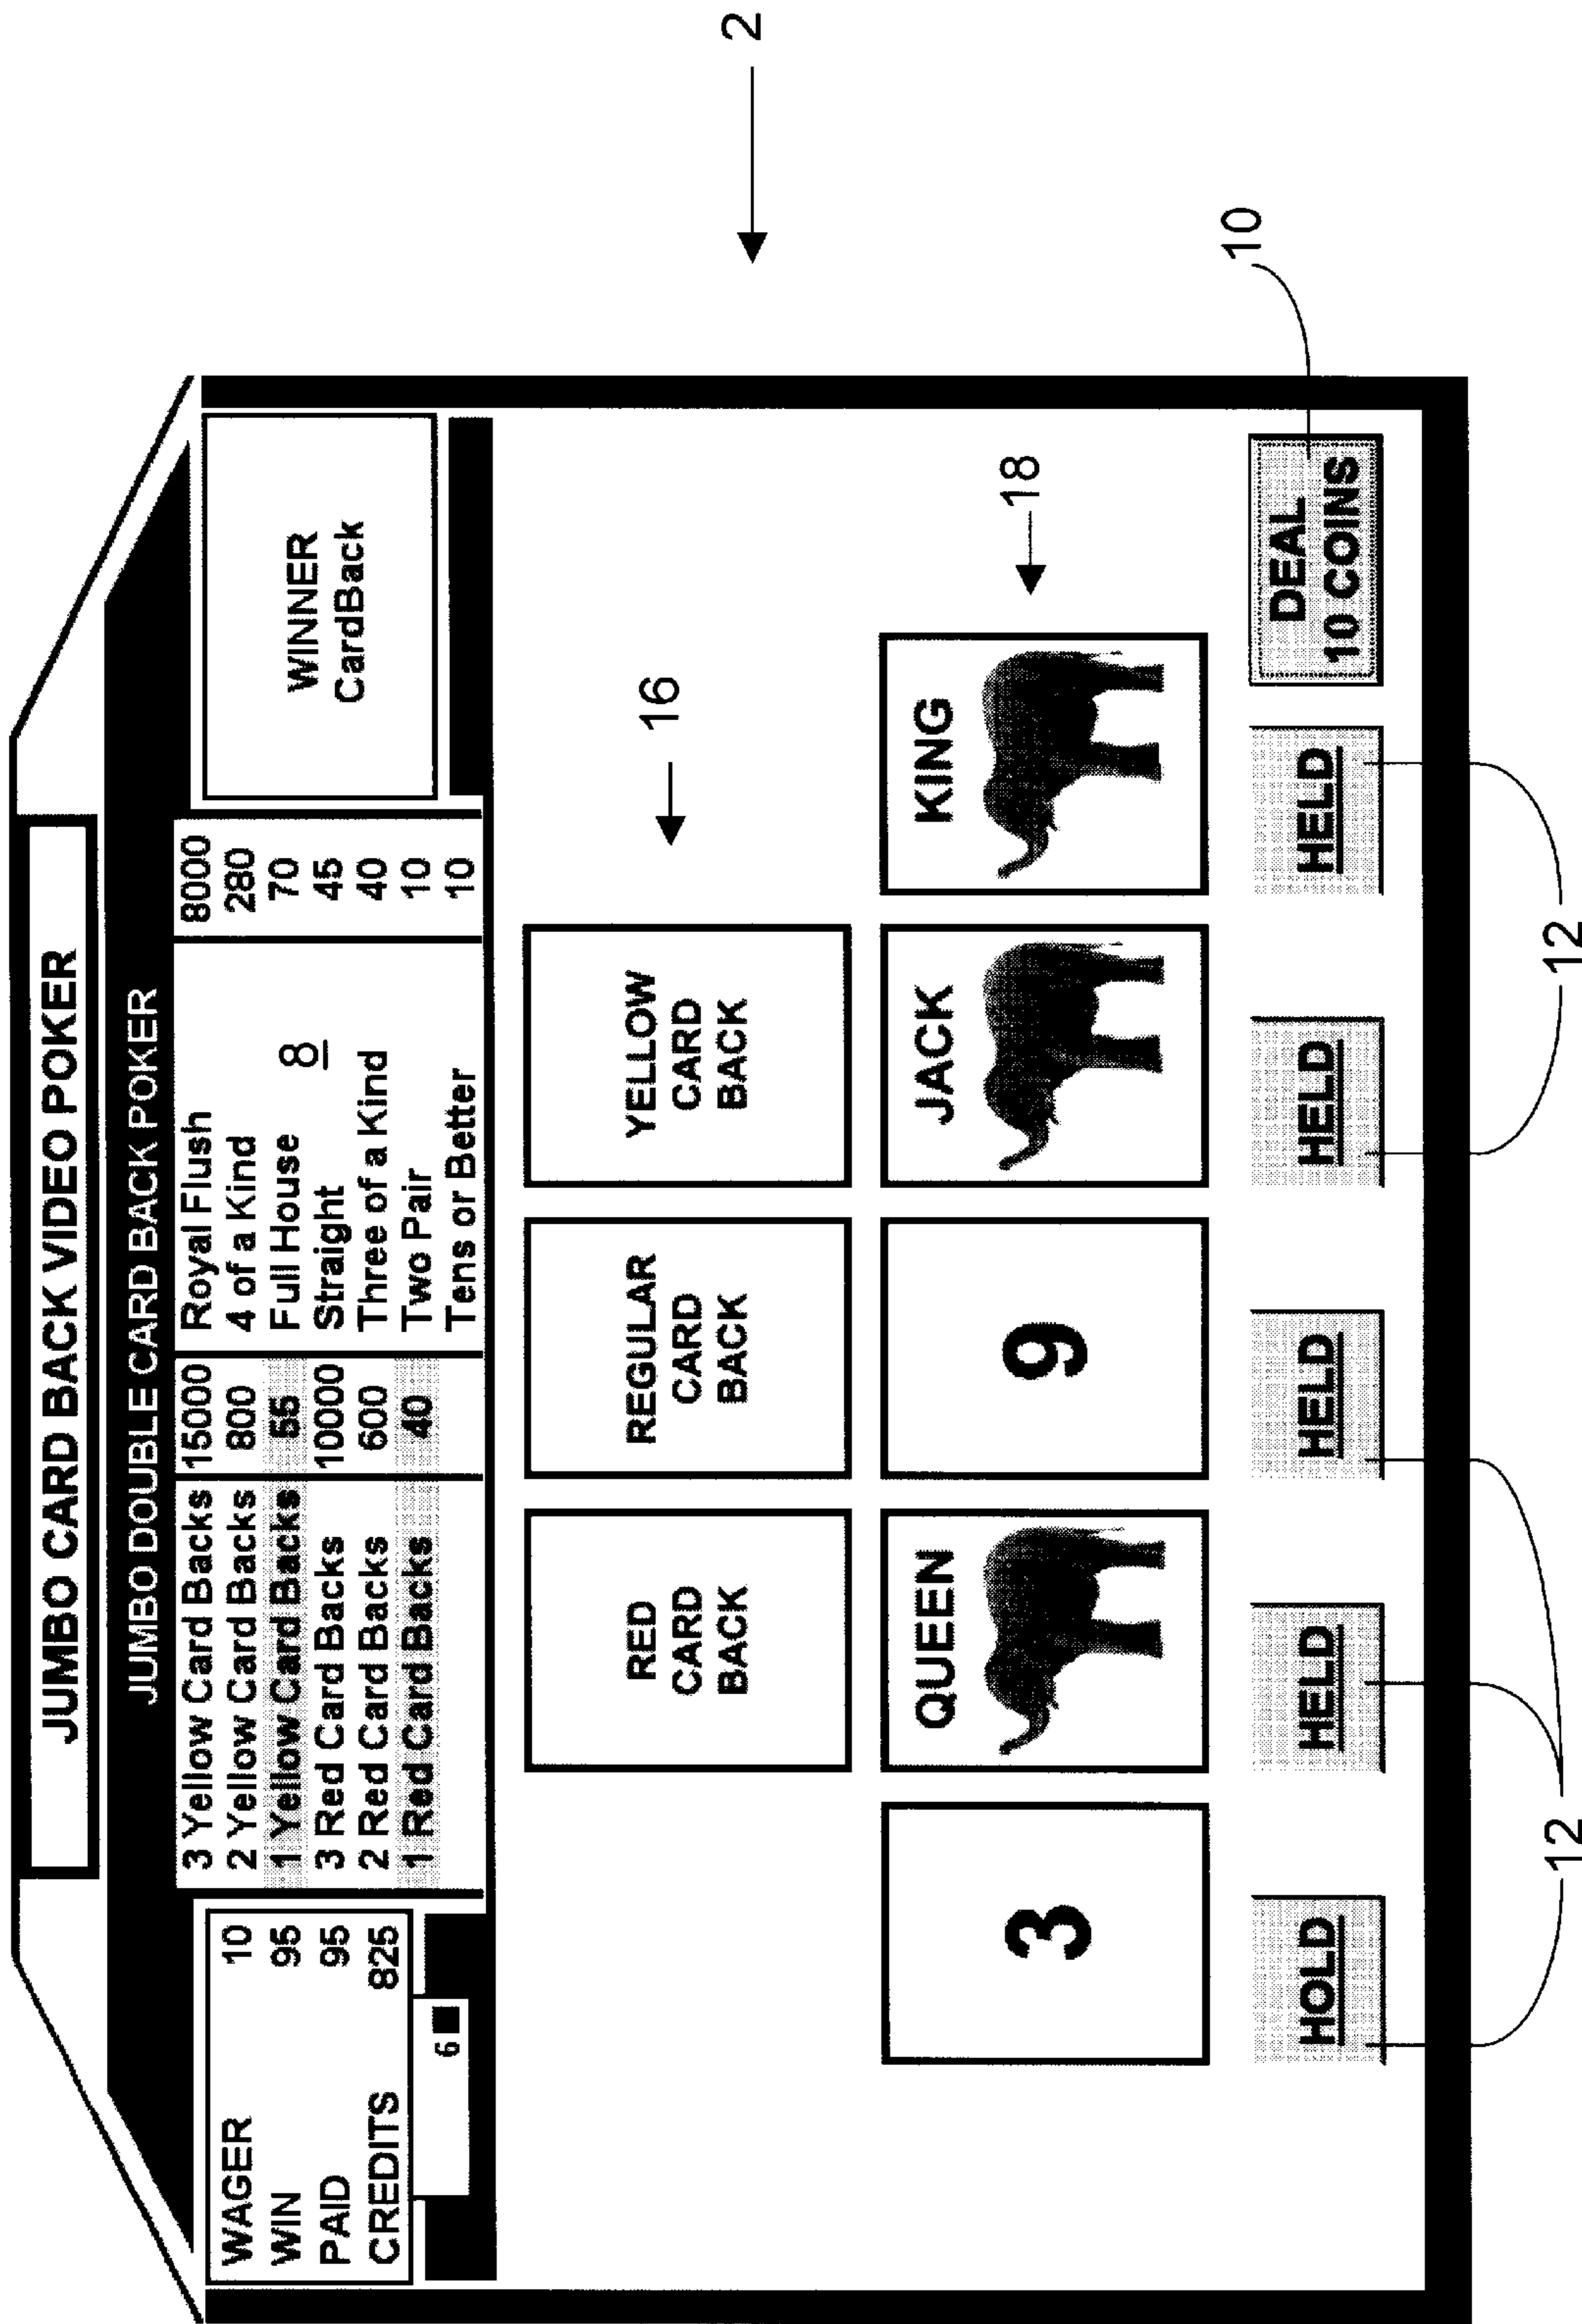 JUMBO CARD BACK VIDEO POKER
JUMBO DOUBLE CARD BACK POKER
WAGER 10
WIN 95
PAID 95
CREDITS 825
6
3 Yellow Card Backs 15000
2 Yellow Card Backs 800
1 Yellow Card Backs 55
3 Red Card Backs 10000
2 Red Card Backs 600
1 Red Card Backs 40
Royal Flush 8000
4 of a Kind 280
Full House 70
8
Straight 45
Three of a Kind 40
Two Pair 10
Tens or Better 10
WINNER
CardBack
2
RED
CARD
BACK
REGULAR
CARD
BACK
YELLOW
CARD
BACK
16
3
QUEEN
9
JACK
KING
18
HOLD
HELD
HELD
HELD
HELD
DEAL
10 COINS
10
12
12